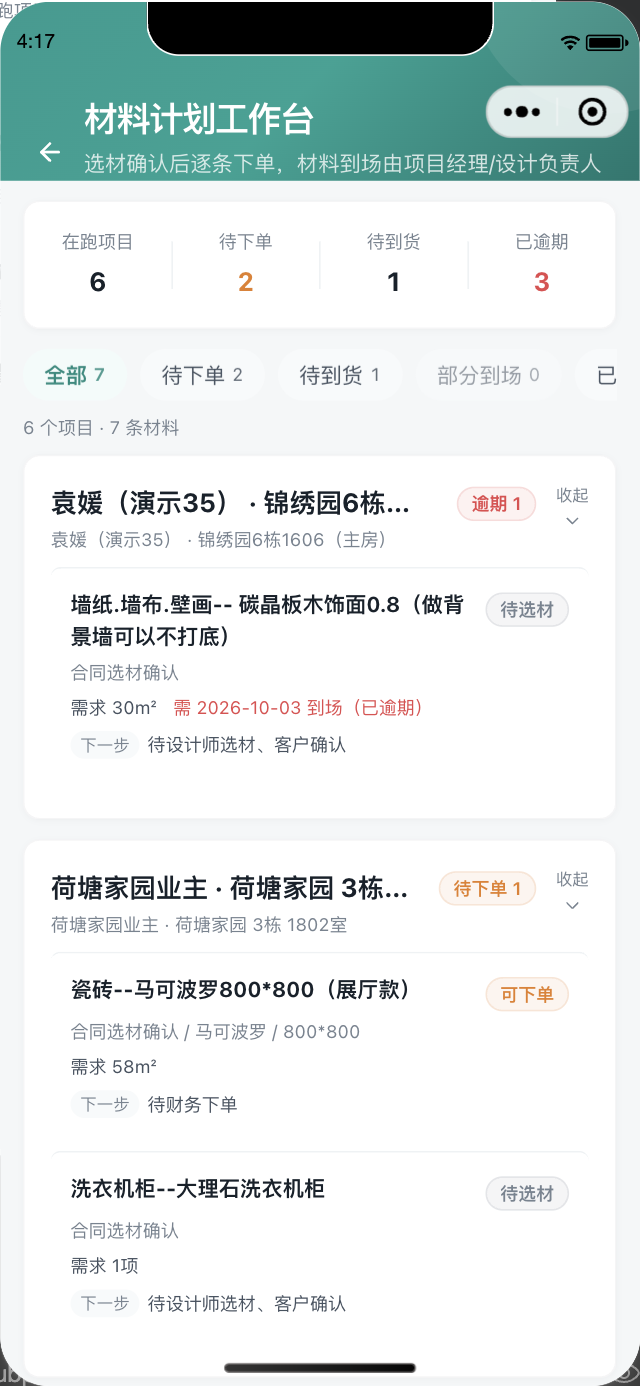 跑项
4:17
材料计划工作台
选材确认后逐条下单，材料到场由项目经理/设计负责人
在跑项目 待下单 待到货 已逾期
6 2 1 3
全部 7 待下单 2 待到货 1 部分到场 0 已
6 个项目 · 7 条材料
袁媛（演示35） · 锦绣园6栋... 逾期 1 收起
袁媛（演示35） · 锦绣园6栋1606（主房）
墙纸.墙布.壁画-- 碳晶板木饰面0.8（做背 待选材
景墙可以不打底）
合同选材确认
需求 30m² 需 2026-10-03 到场（已逾期）
下一步 待设计师选材、客户确认
荷塘家园业主 · 荷塘家园 3栋... 待下单 1 收起
荷塘家园业主 · 荷塘家园 3栋 1802室
瓷砖--马可波罗800*800（展厅款） 可下单
合同选材确认 / 马可波罗 / 800*800
需求 58m²
下一步 待财务下单
洗衣机柜--大理石洗衣机柜 待选材
合同选材确认
需求 1项
下一步 待设计师选材、客户确认